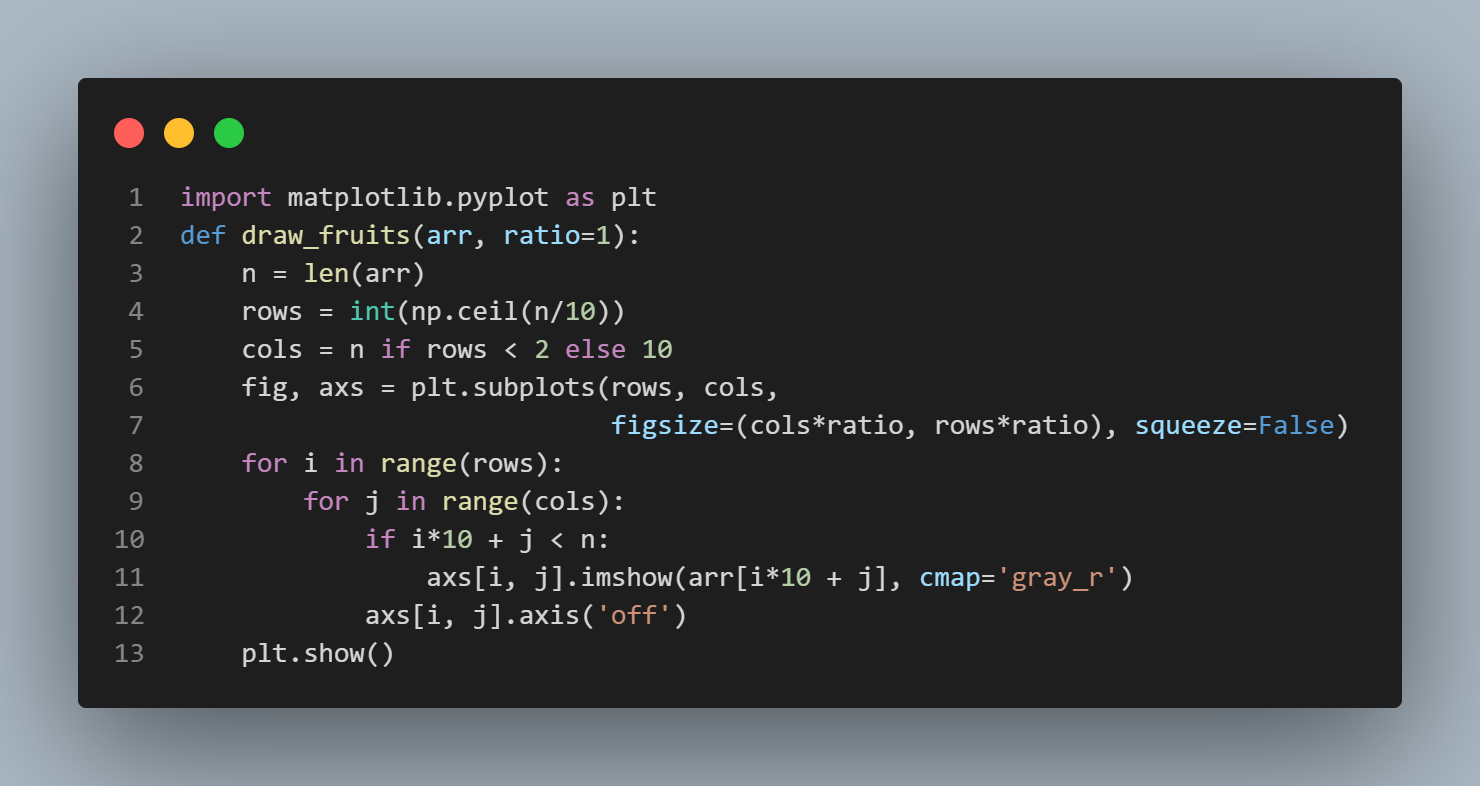 1 import matplotlib.pyplot as plt
2 def draw_fruits(arr, ratio=1):
3     n = len(arr)
4     rows = int(np.ceil(n/10))
5     cols = n if rows < 2 else 10
6     fig, axs = plt.subplots(rows, cols,
7                             figsize=(cols*ratio, rows*ratio), squeeze=False)
8     for i in range(rows):
9         for j in range(cols):
10             if i*10 + j < n:
11                 axs[i, j].imshow(arr[i*10 + j], cmap='gray_r')
12             axs[i, j].axis('off')
13     plt.show()